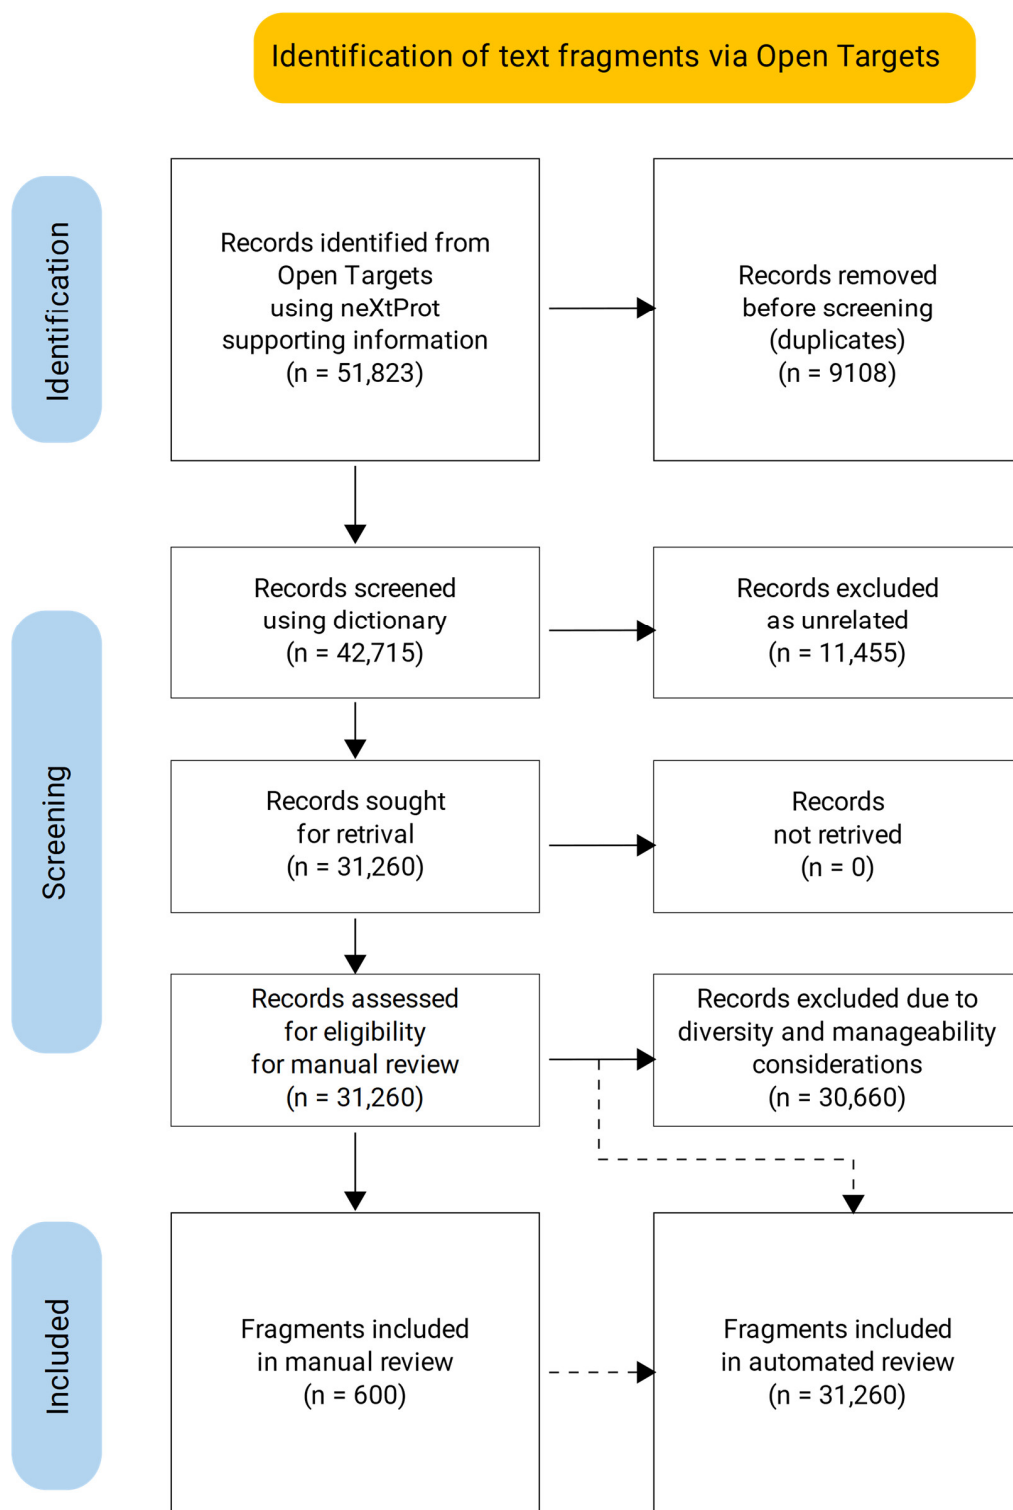 Identification of text fragments via Open Targets
Identification
Records identified from
Open Targets
using neXtProt
supporting information
(n = 51,823)
Records removed
before screening
(duplicates)
(n = 9108)
Screening
Records screened
using dictionary
(n = 42,715)
Records excluded
as unrelated
(n = 11,455)
Records sought
for retrival
(n = 31,260)
Records
not retrived
(n = 0)
Records assessed
for eligibility
for manual review
(n = 31,260)
Records excluded due to
diversity and manageability
considerations
(n = 30,660)
Included
Fragments included
in manual review
(n = 600)
Fragments included
in automated review
(n = 31,260)